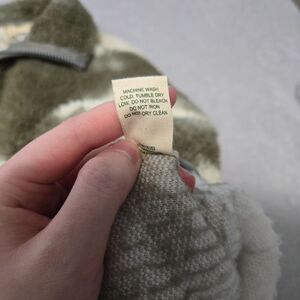 MACHINE WASH
COLD, TUMBLE DRY
LOW, DO NOT BLEACH
DO NOT IRON
DO NOT DRY CLEAN